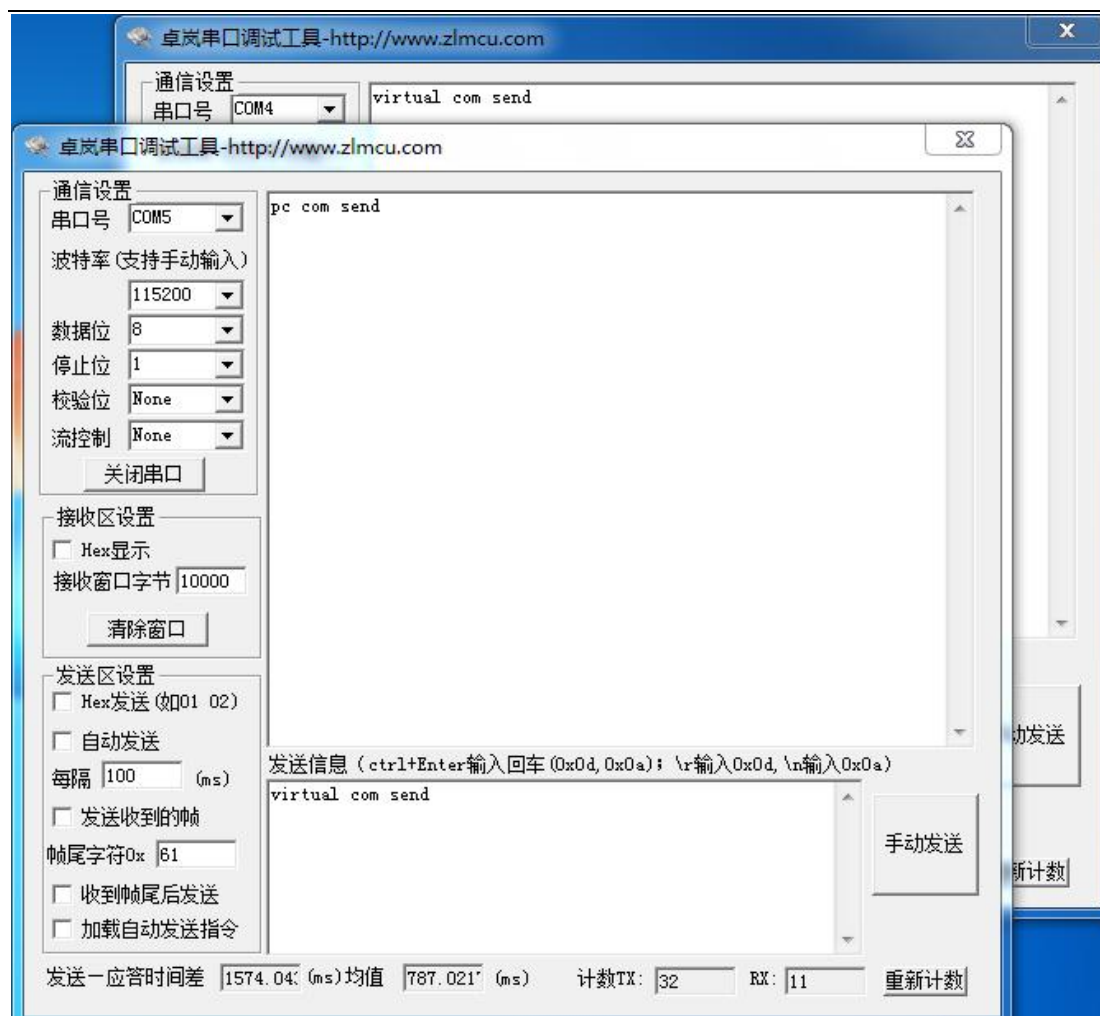 卓岚串口调试工具-http://www.zlmcu.com
通信设置
串口号 COM4
virtual com send
卓岚串口调试工具-http://www.zlmcu.com
通信设置
串口号 COM5
波特率(支持手动输入)
115200
数据位 8
停止位 1
校验位 None
流控制 None
关闭串口
接收区设置
Hex显示
接收窗口字节 10000
清除窗口
发送区设置
Hex发送(如01 02)
自动发送
每隔 100 (ms)
发送收到的帧
帧尾字符0x 61
收到帧尾后发送
加载自动发送指令
pc com send
发送信息(ctrl+Enter输入回车(0x0d,0x0a); \r输入0x0d,\n输入0x0a)
virtual com send
手动发送
动发送
新计数
发送一应答时间差 1574.04 (ms)均值 787.021 (ms) 计数TX: 32 RX: 11 重新计数